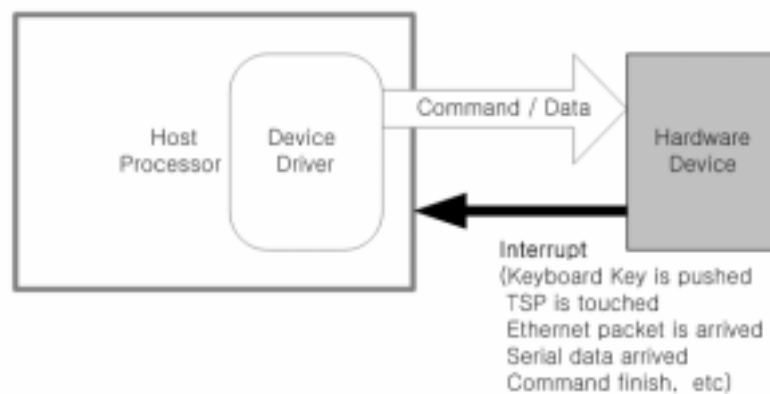 Host
Processor
Device
Driver
Command / Data
Hardware
Device
Interrupt
(Keyboard Key is pushed
TSP is touched
Ethernet packet is arrived
Serial data arrived
Command finish, etc)